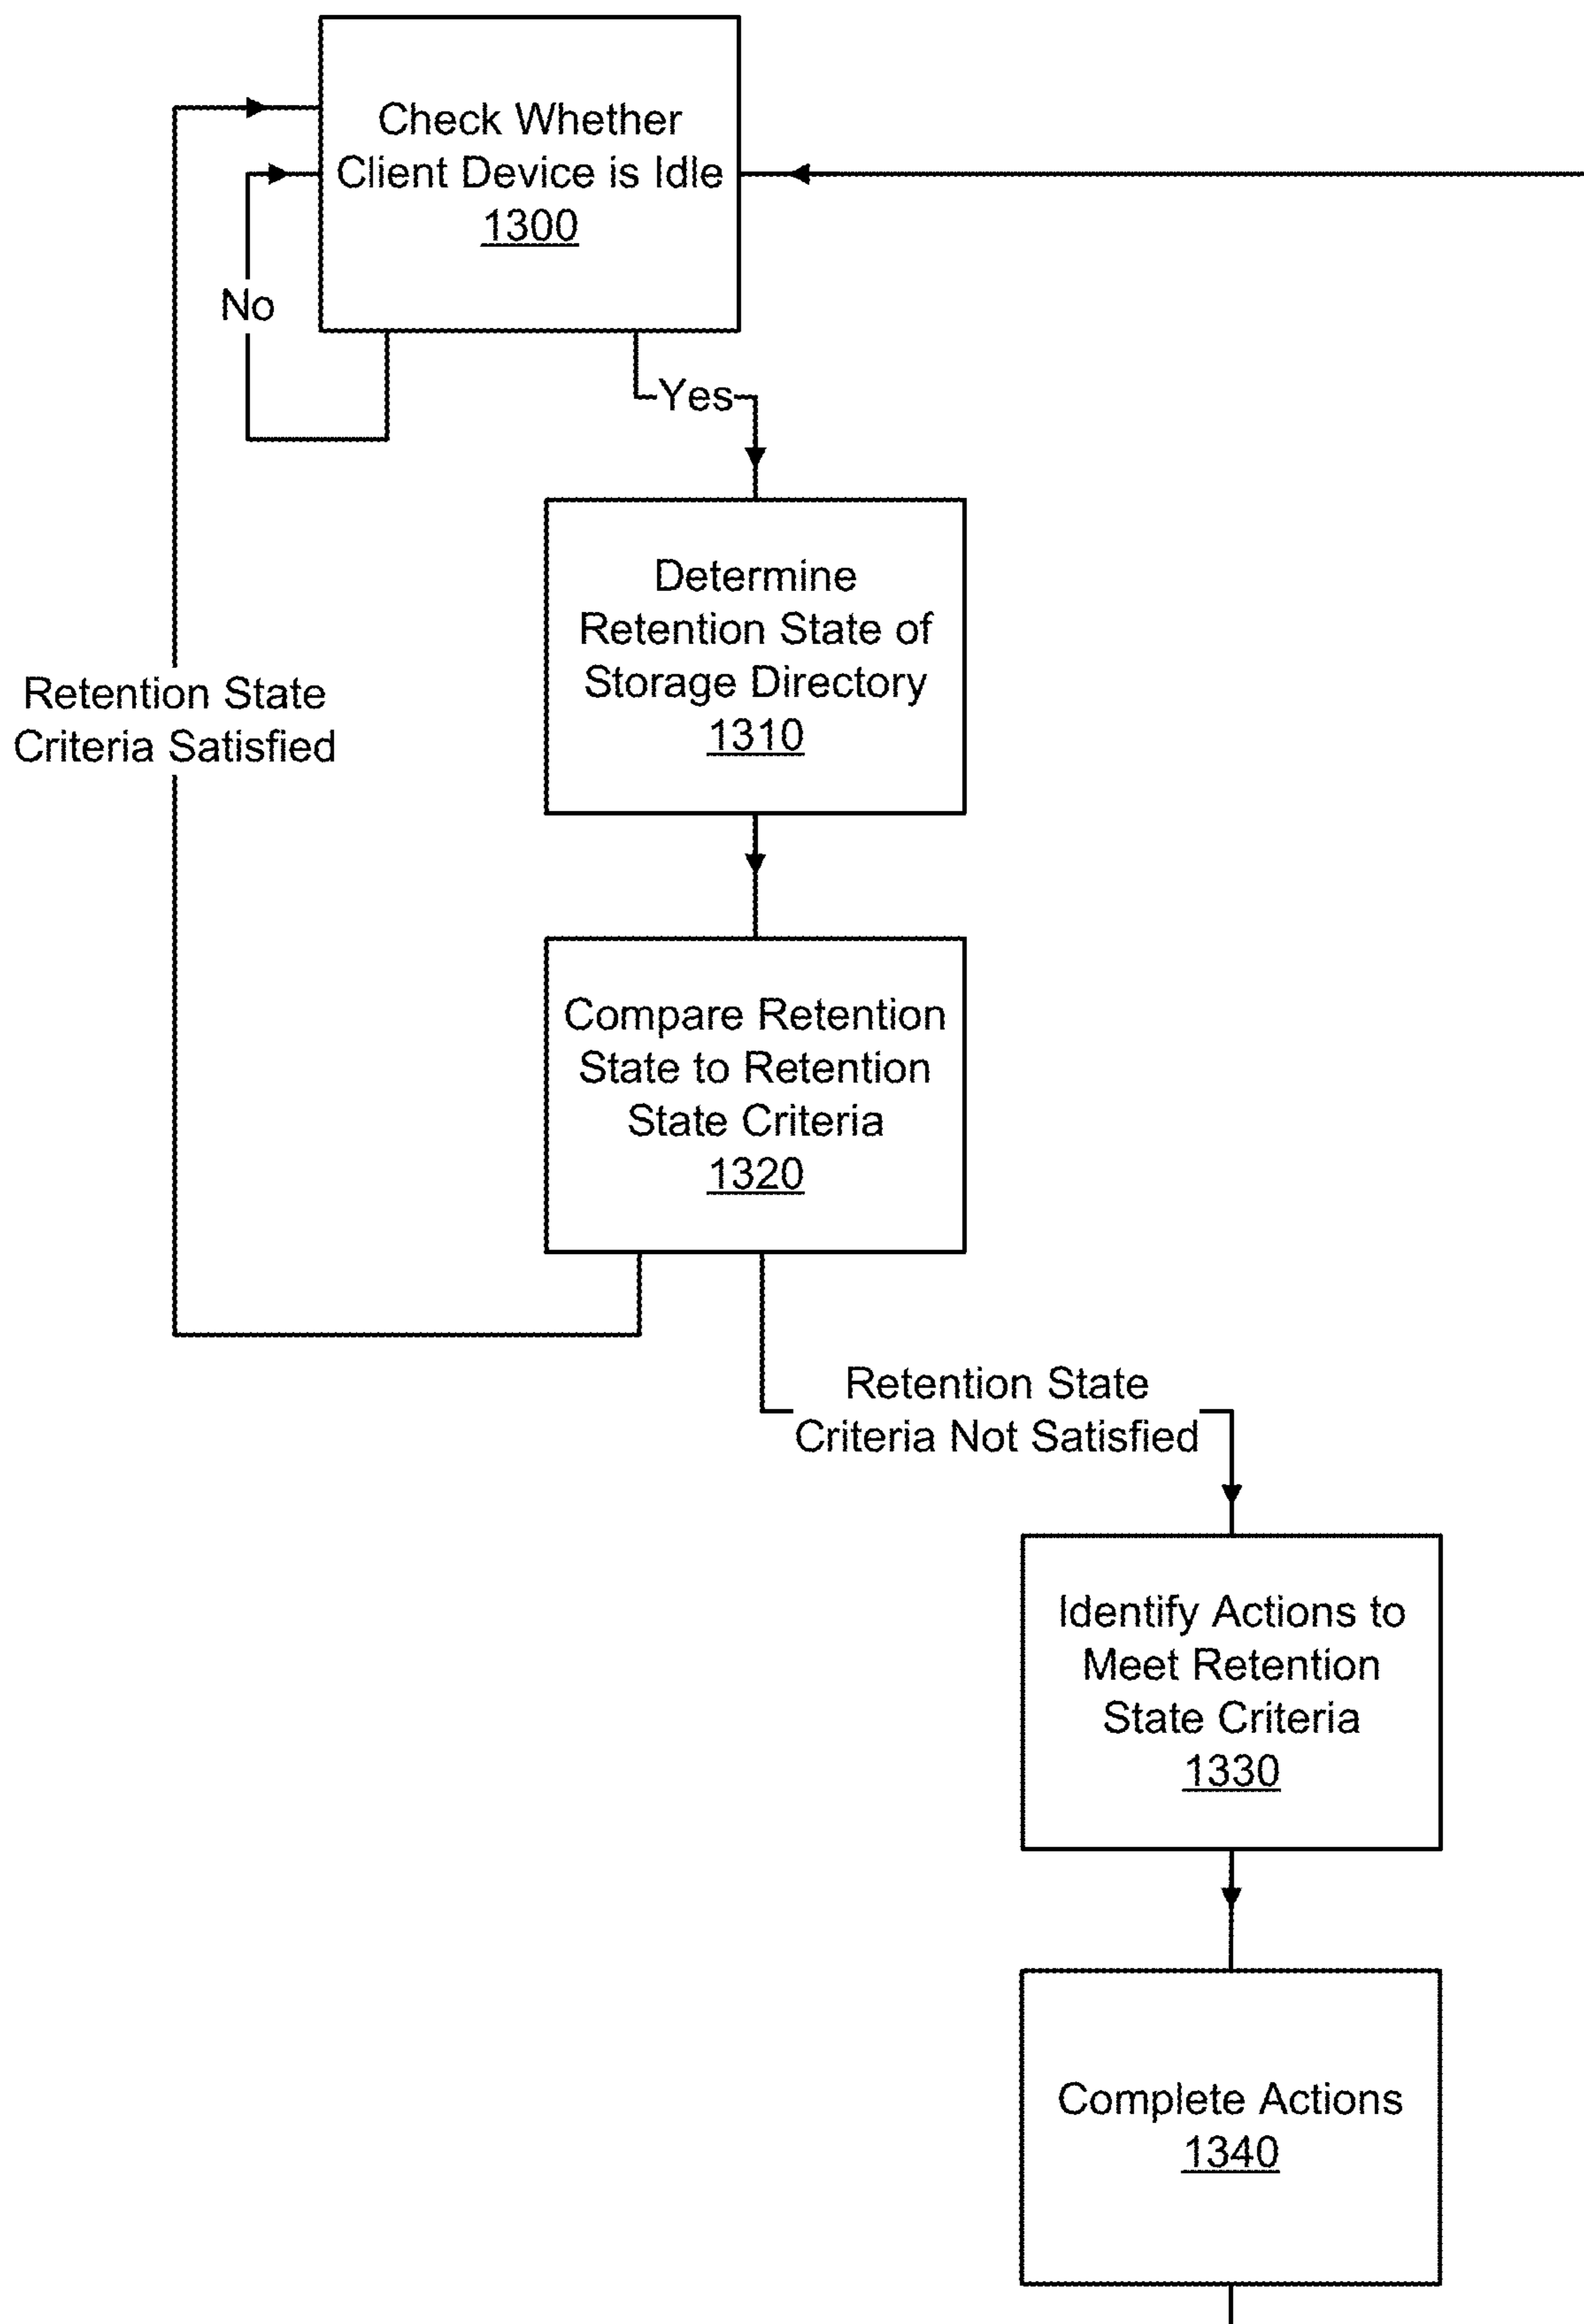 Check Whether
Client Device is Idle
1300
No
Yes
Determine
Retention State of
Storage Directory
1310
Retention State
Criteria Satisfied
Compare Retention
State to Retention
State Criteria
1320
Retention State
Criteria Not Satisfied
Identify Actions to
Meet Retention
State Criteria
1330
Complete Actions
1340